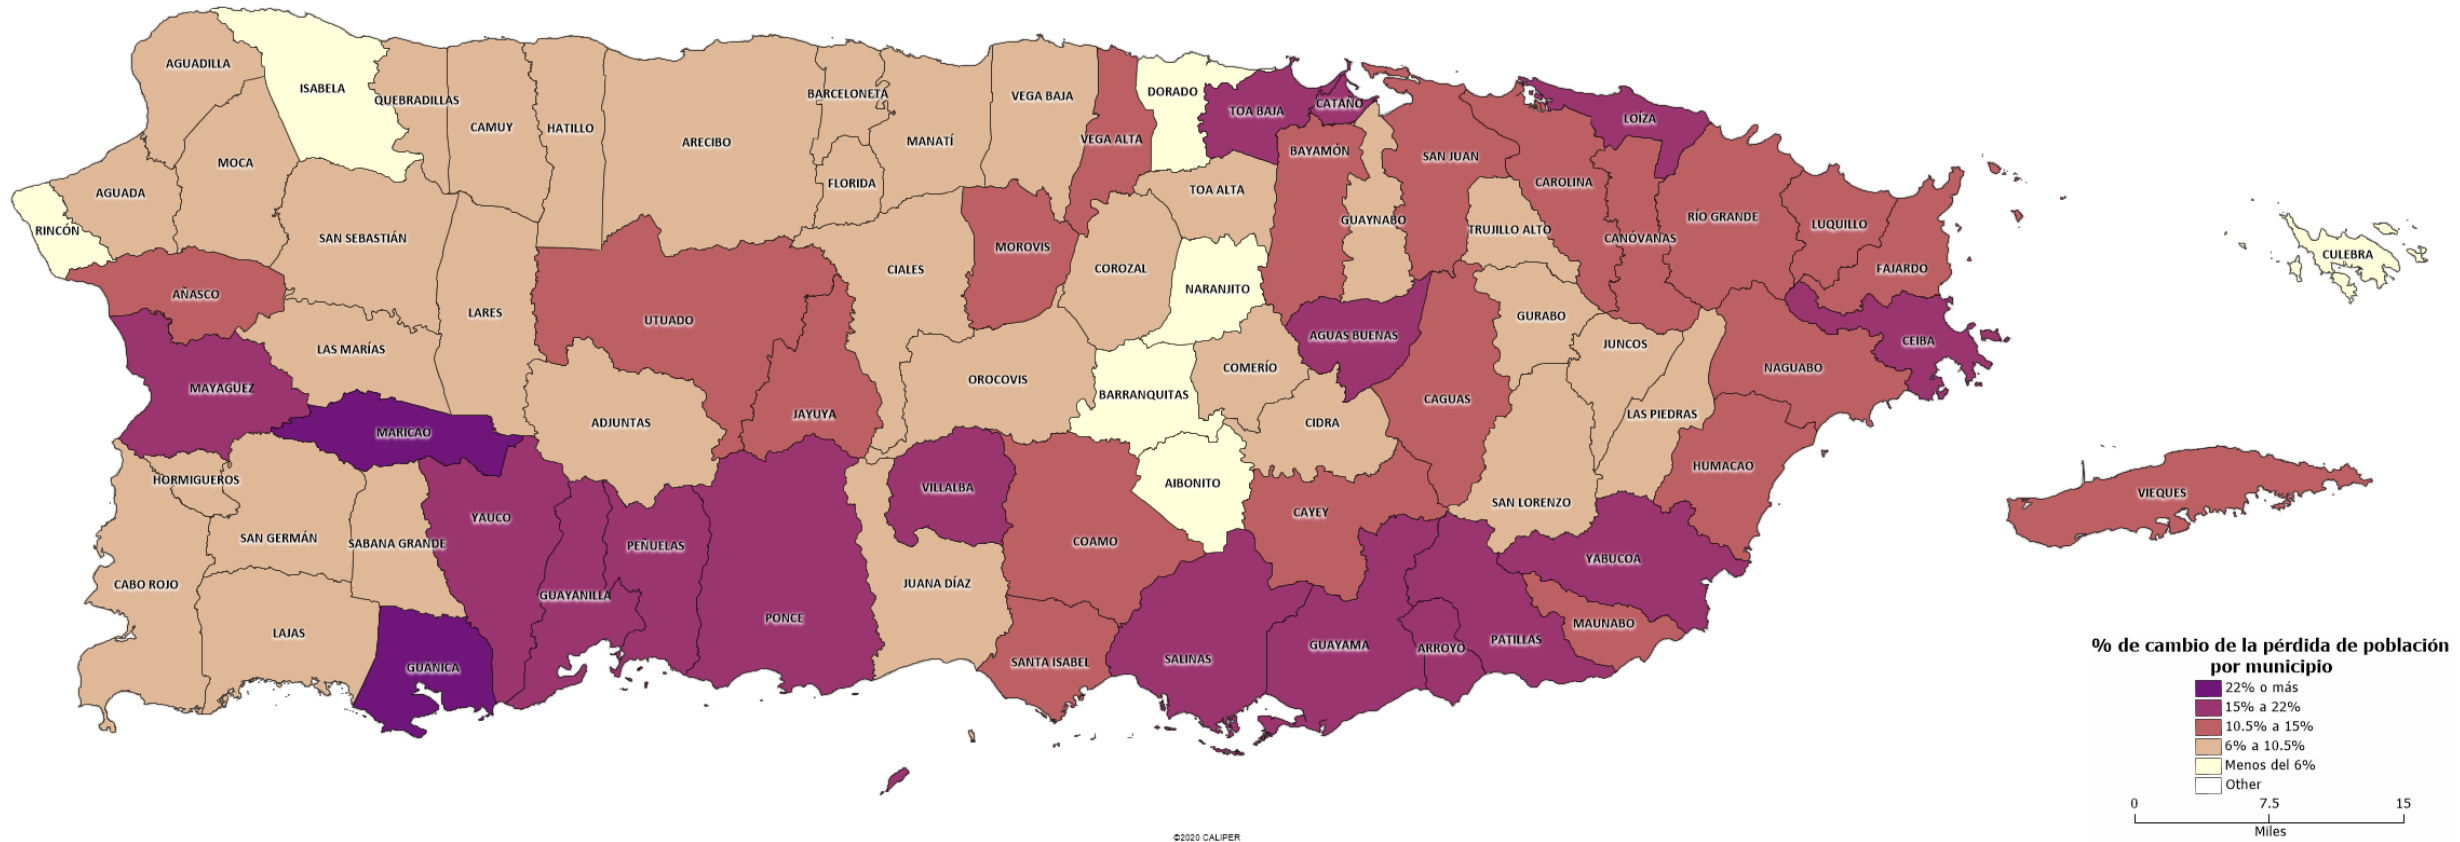 AGUADILLA
ISABELA
QUEBRADILLAS
CAMUY
HATILLO
ARECIBO
BARCELONETA
MANATÍ
VEGA BAJA
VEGA ALTA
DORADO
TOA BAJA
CATAÑO
BAYAMÓN
SAN JUAN
LOÍZA
MOCA
AGUADA
FLORIDA
TOA ALTA
GUAYNABO
CAROLINA
TRUJILLO ALTO
CANÓVANAS
RÍO GRANDE
LUQUILLO
FAJARDO
CULEBRA
RINCÓN
SAN SEBASTIÁN
CIALES
MOROVIS
COROZAL
NARANJITO
AÑASCO
LARES
UTUADO
AGUAS BUENAS
GURABO
JUNCOS
CEIBA
LAS MARÍAS
MAYAGÜEZ
OROCOVIS
BARRANQUITAS
COMERÍO
CAGUAS
NAGUABO
ADJUNTAS
JAYUYA
CIDRA
LAS PIEDRAS
MARICAO
HUMACAO
HORMIGUEROS
VILLALBA
AIBONITO
CAYEY
SAN LORENZO
VIEQUES
YAUCO
SAN GERMÁN
SABANA GRANDE
PEÑUELAS
COAMO
YABUCOA
CABO ROJO
GUAYANILLA
JUANA DÍAZ
PONCE
MAUNABO
LAJAS
GUANICA
SANTA ISABEL
SALINAS
GUAYAMA
ARROYO
PATILLAS
% de cambio de la pérdida de población
por municipio
22% o más
15% a 22%
10.5% a 15%
6% a 10.5%
Menos del 6%
Other
0 7.5 15
Miles
©2020 CALIPER